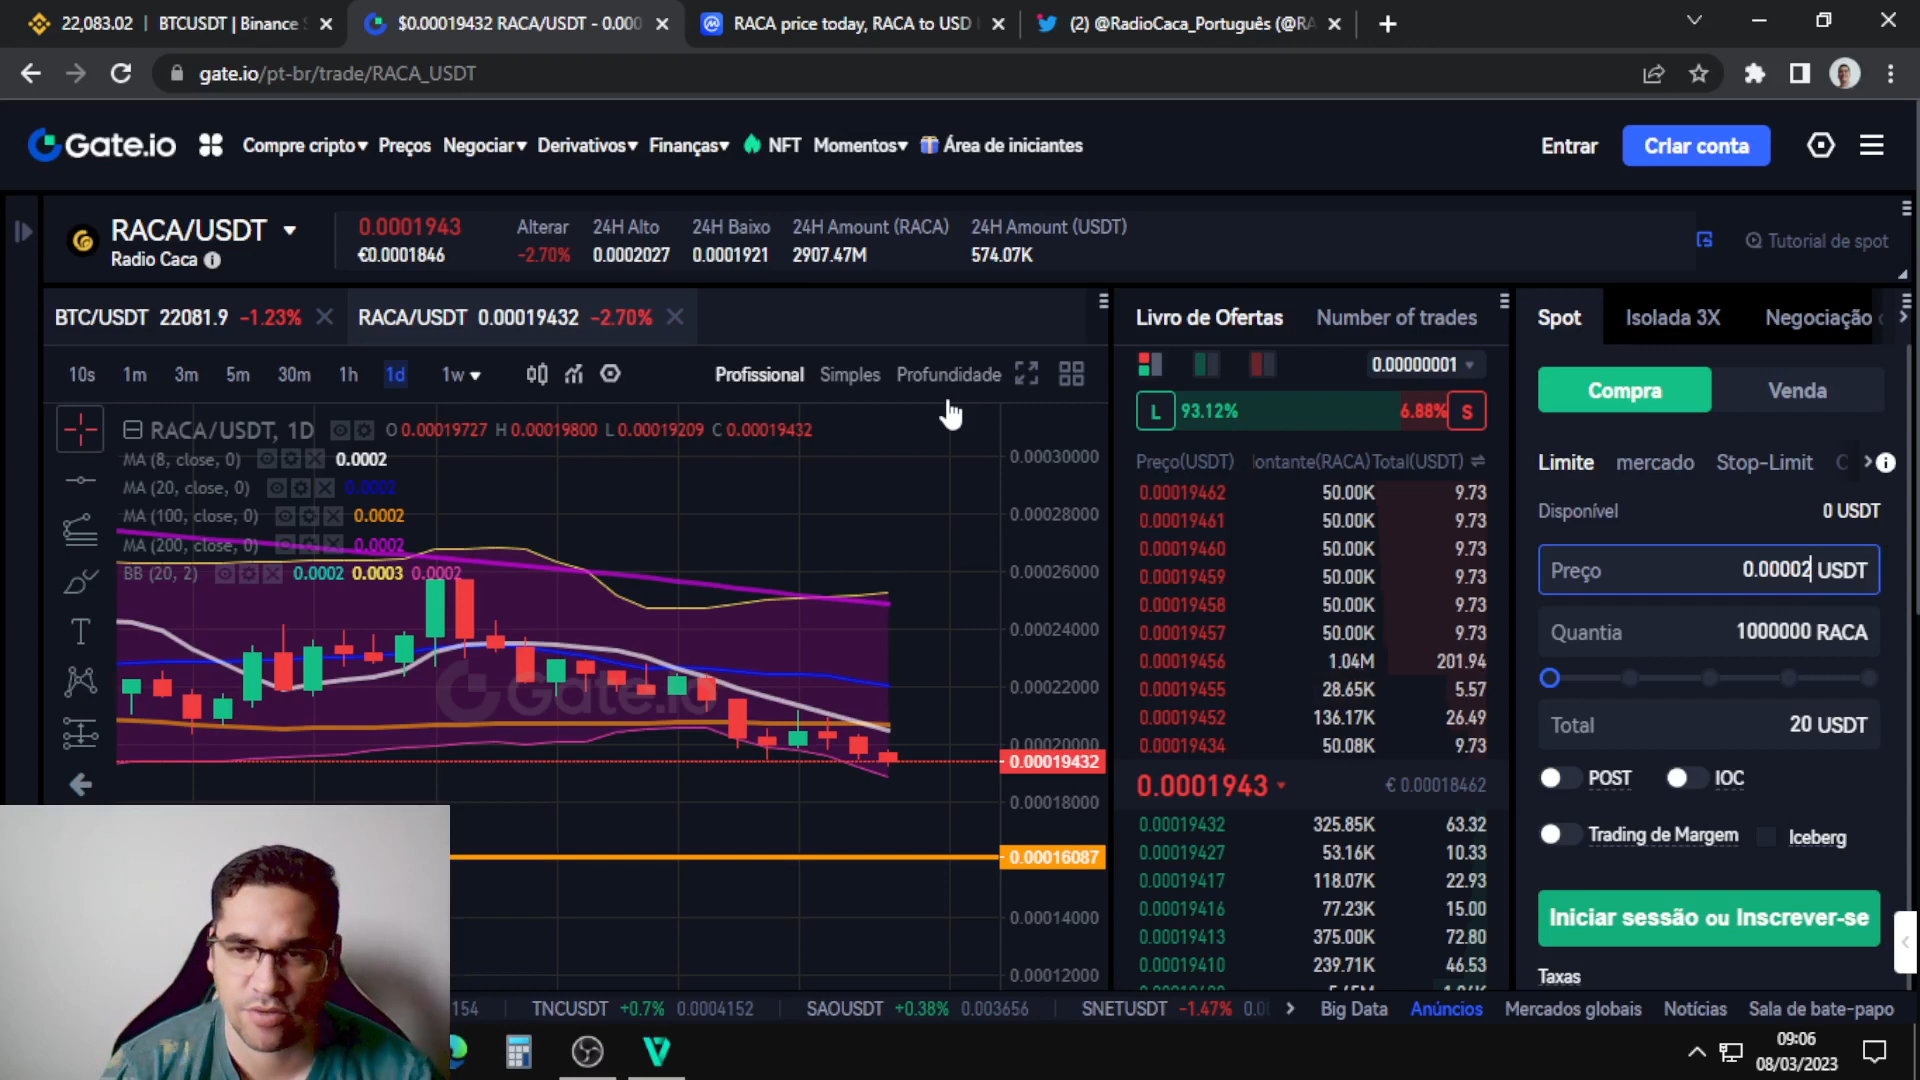 22,083.02 | BTCUSDT | Binance S
$0.00019432 RACA/USDT - 0.000
RACA price today, RACA to USD
(2) @RadioCaca_Português (@RA
gate.io/pt-br/trade/RACA_USDT
Gate.io
Compre cripto
Preços
Negociar
Derivativos
Finanças
NFT
Momentos
Área de iniciantes
Entrar
Criar conta
RACA/USDT
Radio Caca
0.0001943
€0.0001846
Alterar
-2.70%
24H Alto
0.0002027
24H Baixo
0.0001921
24H Amount (RACA)
2907.47M
24H Amount (USDT)
574.07K
Tutorial de spot
BTC/USDT 22081.9 -1.23%
RACA/USDT 0.00019432 -2.70%
10s 1m 3m 5m 30m 1h 1d 1w
Profissional Simples Profundidade
RACA/USDT, 1D O 0.00019727 H 0.00019800 L 0.00019209 C 0.00019432
MA (8, close, 0) 0.0002
MA (20, close, 0) 0.0002
MA (100, close, 0) 0.0002
MA (200, close, 0) 0.0002
BB (20, 2) 0.0002 0.0003 0.0002
Gate.io
0.00030000
0.00028000
0.00026000
0.00024000
0.00022000
0.00020000
0.00019432
0.00018000
0.00016087
0.00014000
0.00012000
Livro de Ofertas Number of trades
0.00000001
L 93.12% 6.88% S
Preço(USDT) lontante(RACA) Total(USDT)
0.00019462 50.00K 9.73
0.00019461 50.00K 9.73
0.00019460 50.00K 9.73
0.00019459 50.00K 9.73
0.00019458 50.00K 9.73
0.00019457 50.00K 9.73
0.00019456 1.04M 201.94
0.00019455 28.65K 5.57
0.00019452 136.17K 26.49
0.00019434 50.08K 9.73
0.0001943 € 0.00018462
0.00019432 325.85K 63.32
0.00019427 53.16K 10.33
0.00019417 118.07K 22.93
0.00019416 77.23K 15.00
0.00019413 375.00K 72.80
0.00019410 239.71K 46.53
Spot Isolada 3X Negociação
Compra Venda
Limite mercado Stop-Limit
Disponível 0 USDT
Preço 0.00002 USDT
Quantia 1000000 RACA
Total 20 USDT
POST IOC
Trading de Margem Iceberg
Iniciar sessão ou Inscrever-se
Taxas
154 TNCUSDT +0.7% 0.0004152 SAOUSDT +0.38% 0.003656 SNETUSDT -1.47%
Big Data Anúncios Mercados globais Notícias Sala de bate-papo
09:06
08/03/2023